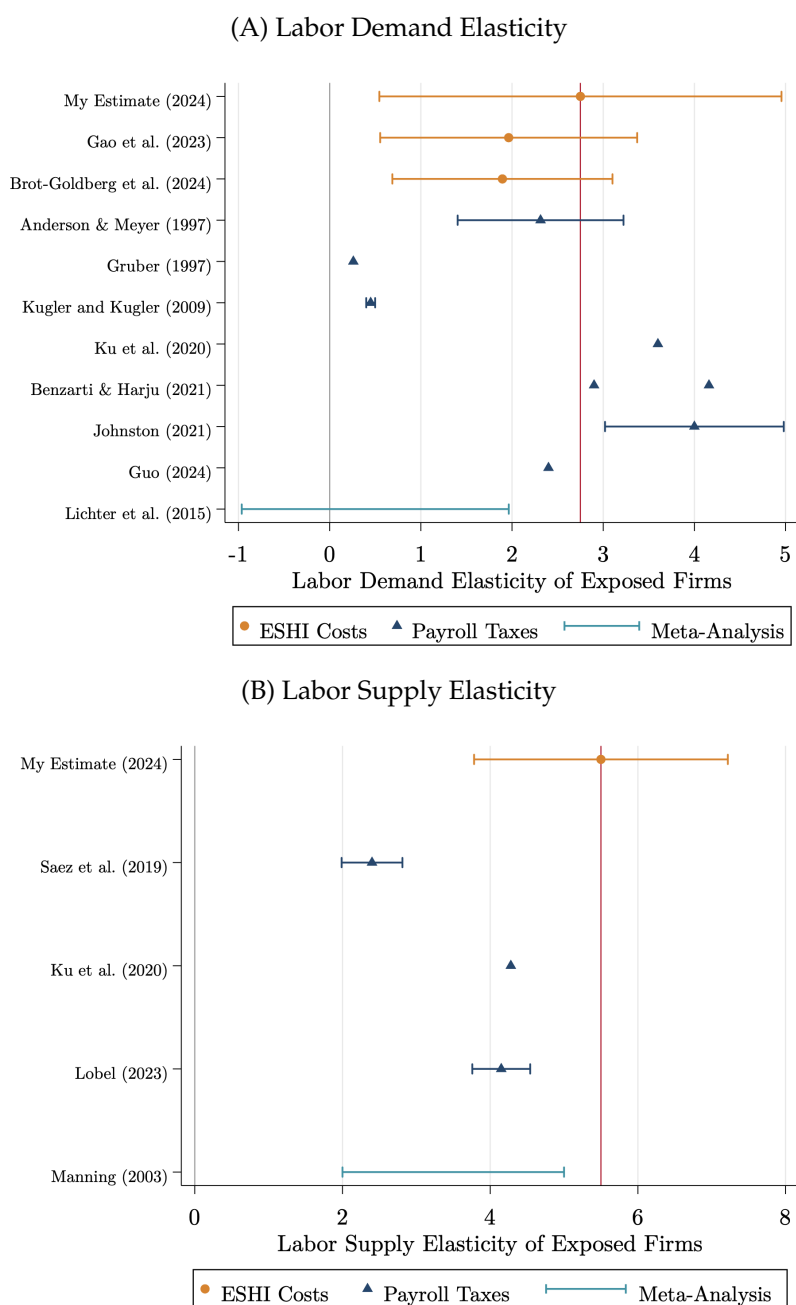 (A) Labor Demand Elasticity
My Estimate (2024)
Gao et al. (2023)
Brot-Goldberg et al. (2024)
Anderson & Meyer (1997)
Gruber (1997)
Kugler and Kugler (2009)
Ku et al. (2020)
Benzarti & Harju (2021)
Johnston (2021)
Guo (2024)
Lichter et al. (2015)
-1 0 1 2 3 4 5
Labor Demand Elasticity of Exposed Firms
ESHI Costs Payroll Taxes Meta-Analysis
(B) Labor Supply Elasticity
My Estimate (2024)
Saez et al. (2019)
Ku et al. (2020)
Lobel (2023)
Manning (2003)
0 2 4 6 8
Labor Supply Elasticity of Exposed Firms
ESHI Costs Payroll Taxes Meta-Analysis